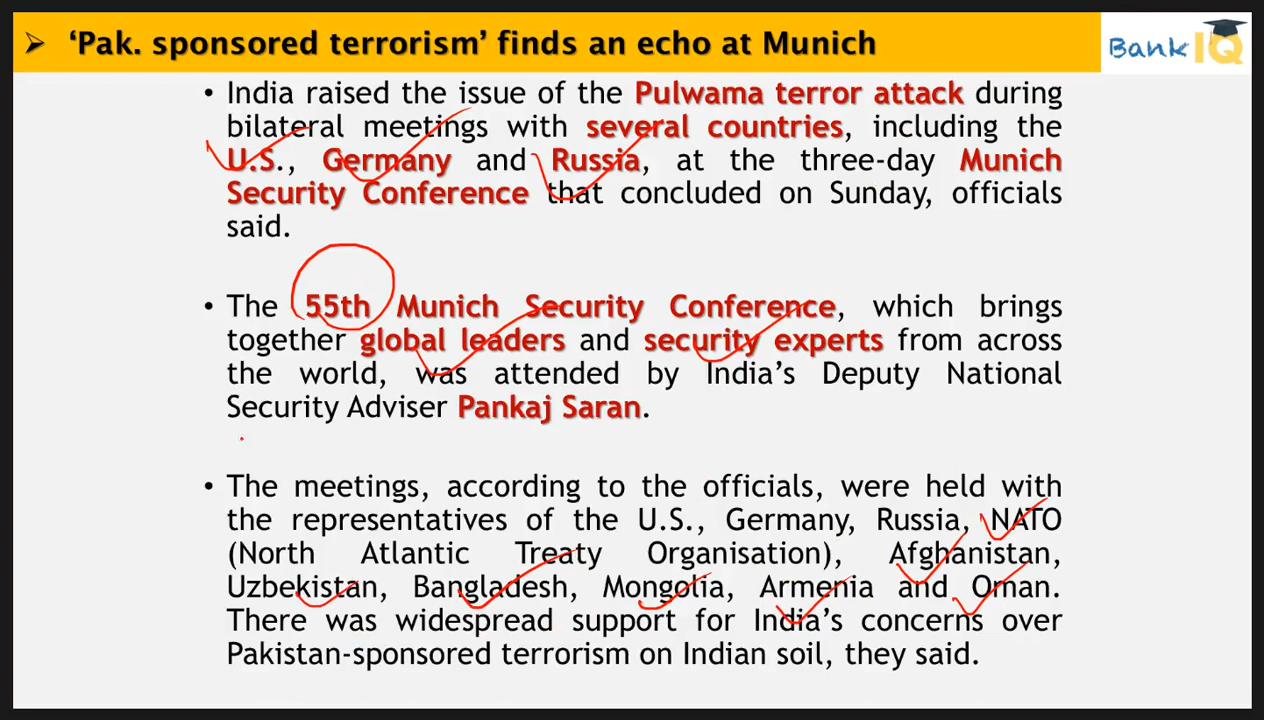 ‘Pak. sponsored terrorism’ finds an echo at Munich
Bank IQ
• India raised the issue of the Pulwama terror attack during
bilateral meetings with several countries, including the
U.S., Germany and Russia, at the three-day Munich
Security Conference that concluded on Sunday, officials
said.
• The 55th Munich Security Conference, which brings
together global leaders and security experts from across
the world, was attended by India’s Deputy National
Security Adviser Pankaj Saran.
• The meetings, according to the officials, were held with
the representatives of the U.S., Germany, Russia, NATO
(North Atlantic Treaty Organisation), Afghanistan,
Uzbekistan, Bangladesh, Mongolia, Armenia and Oman.
There was widespread support for India’s concerns over
Pakistan-sponsored terrorism on Indian soil, they said.